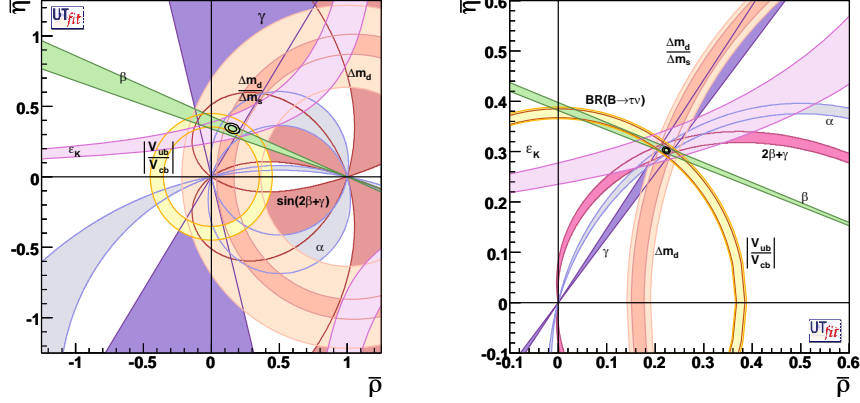 η̅
UTfit
1
0.5
0
-0.5
-1
-1
-0.5
0
0.5
1
ρ̅
γ
β
Δm_d
Δm_s
Δm_d
ε_K
|V_ub
V_cb|
sin(2β+γ)
α
η̅
0.6
0.5
0.4
0.3
0.2
0.1
0
-0.1
-0.1
0
0.1
0.2
0.3
0.4
0.5
0.6
ρ̅
Δm_d
Δm_s
BR(B→τν)
α
ε_K
2β+γ
β
γ
Δm_d
|V_ub
V_cb|
UTfit